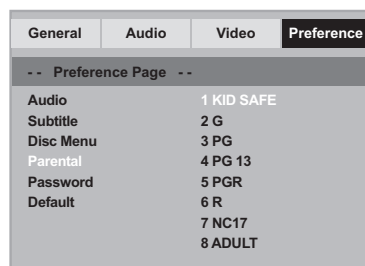 General Audio Video Preference
- - Preference Page - -
Audio 1 KID SAFE
Subtitle 2 G
Disc Menu 3 PG
Parental 4 PG 13
Password 5 PGR
Default 6 R
7 NC17
8 ADULT